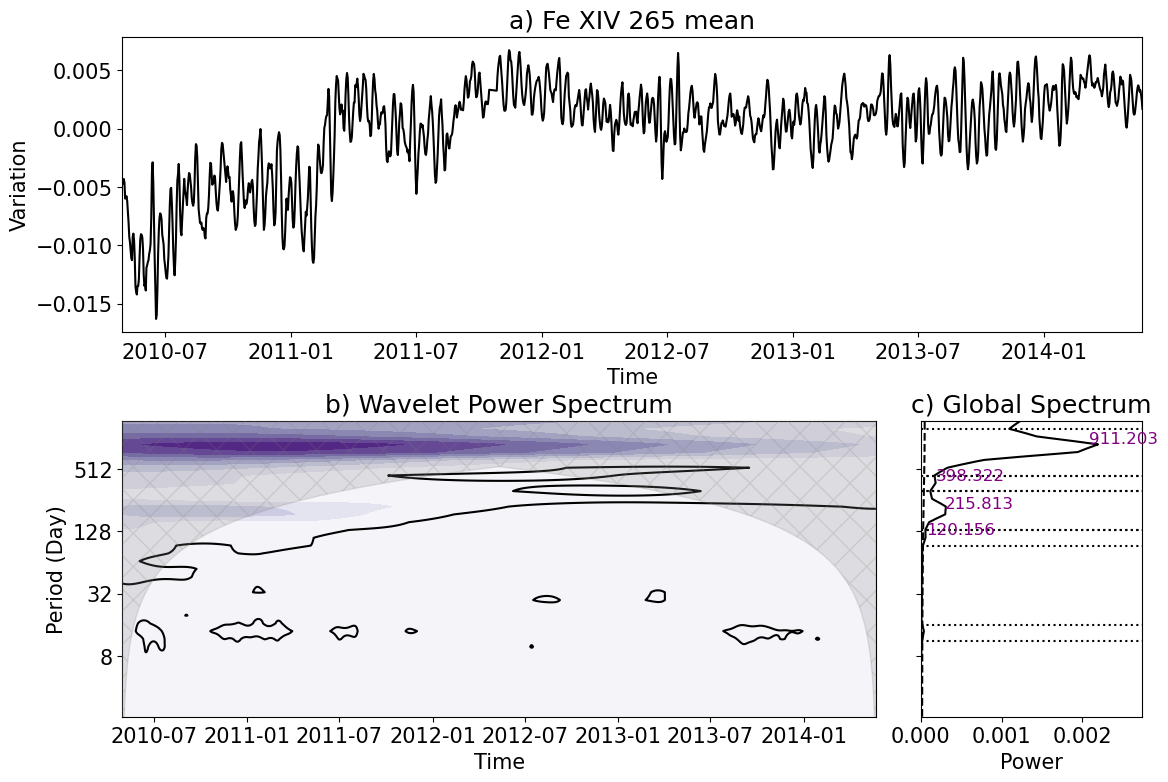 a) Fe XIV 265 mean
0.005
0.000
−0.005
−0.010
−0.015
Variation
2010-07 2011-01 2011-07 2012-01 2012-07 2013-01 2013-07 2014-01
Time
b) Wavelet Power Spectrum
512
128
32
8
Period (Day)
2010-07 2011-01 2011-07 2012-01 2012-07 2013-01 2013-07 2014-01
Time
c) Global Spectrum
911.203
398.322
215.813
120.156
0.000 0.001 0.002
Power